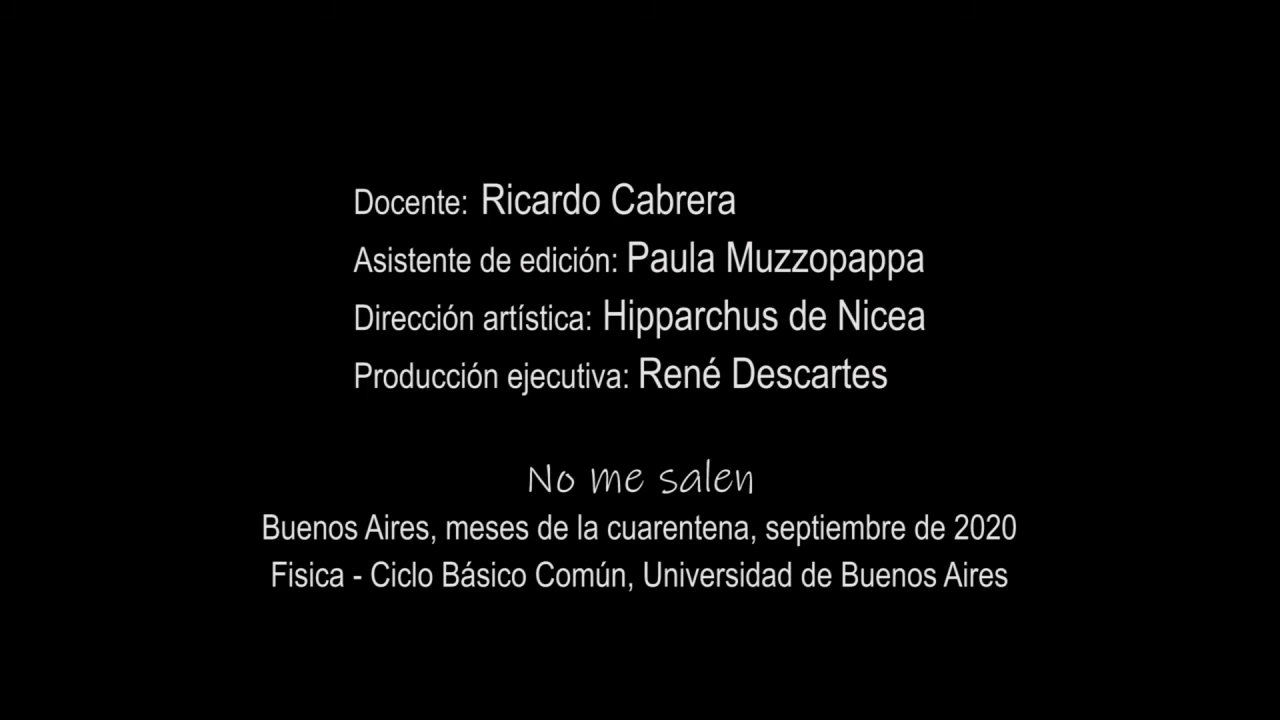 Docente: Ricardo Cabrera
Asistente de edición: Paula Muzzopappa
Dirección artística: Hipparchus de Nicea
Producción ejecutiva: René Descartes
No me salen
Buenos Aires, meses de la cuarentena, septiembre de 2020
Fisica - Ciclo Básico Común, Universidad de Buenos Aires